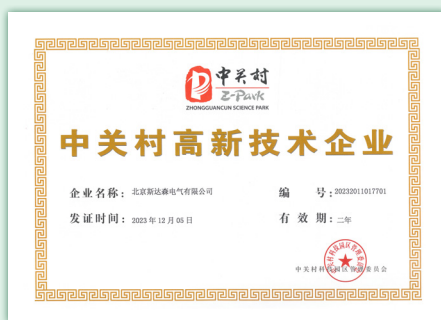 中关村
Z-Park
ZHONGGUANCUN SCIENCE PARK
中关村高新技术企业
企业名称: 北京斯达森电气有限公司 编 号: 20232011017701
发证时间: 2023年12月05日 有 效 期: 二年
中关村科技园区管理委员会